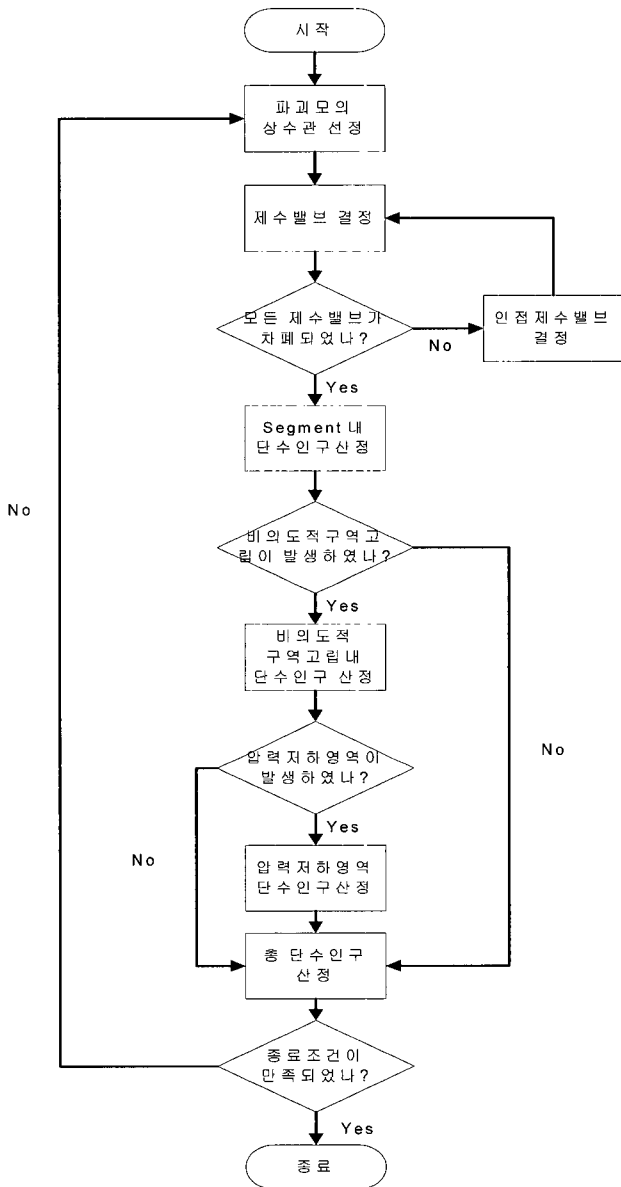 시작
파괴모의
상수관 선정
제수밸브 결정
모든 제수밸브가
차폐되었나?
No
인접제수밸브
결정
Yes
Segment 내
단수인구산정
No
비의도적구역고
립이 발생하였나?
Yes
비의도적
구역고립내
단수인구 산정
No
압력저하영역이
발생하였나?
Yes
No
압력저하영역
단수인구산정
총 단수인구
산정
종료조건이
만족되었나?
Yes
종료